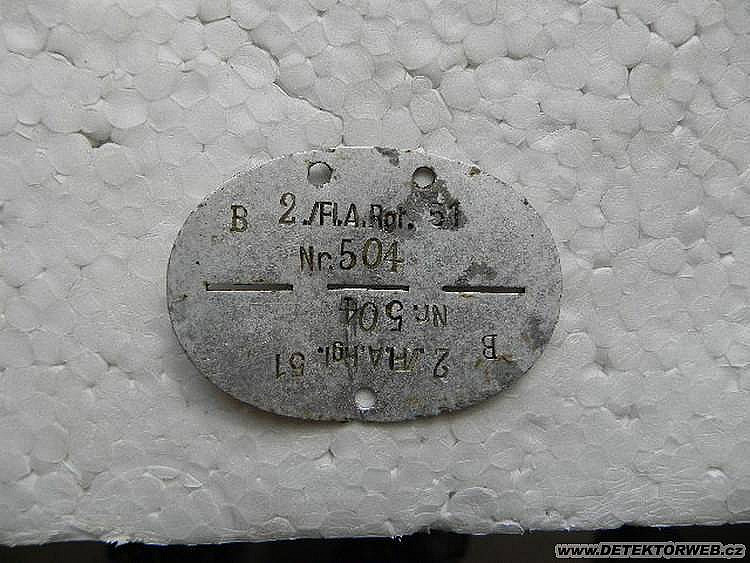 B 2./Fl.A.Rgt. 51
Nr. 504
Nr. 504
B 2./Fl.A.Rgt. 51
WWW.DETEKTORWEB.CZ